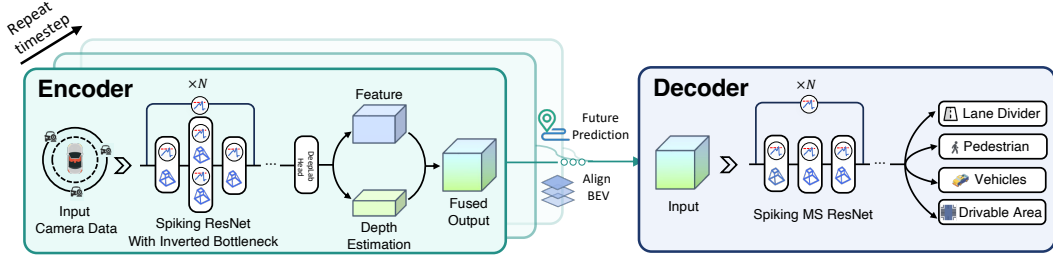 Repeat
timestep
Encoder
×N
Input
Camera Data
Spiking ResNet
With Inverted Bottleneck
DeepLab
Head
Feature
Depth
Estimation
Fused
Output
Future
Prediction
Align
BEV
Decoder
×N
Input
Spiking MS ResNet
Lane Divider
Pedestrian
Vehicles
Drivable Area